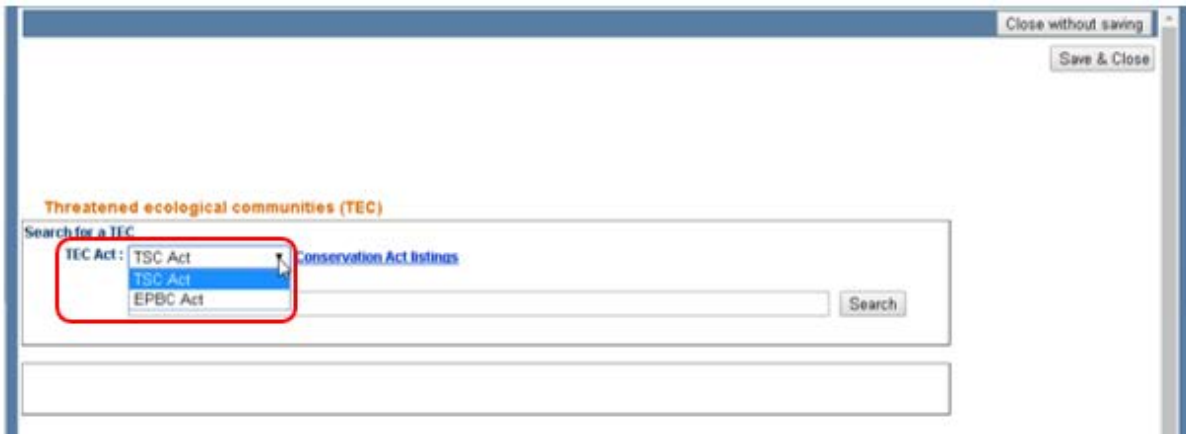 Close without saving
Save & Close
Threatened ecological communities (TEC)
Search for a TEC
TEC Act : TSC Act Conservation Act listings
TSC Act
EPBC Act
Search